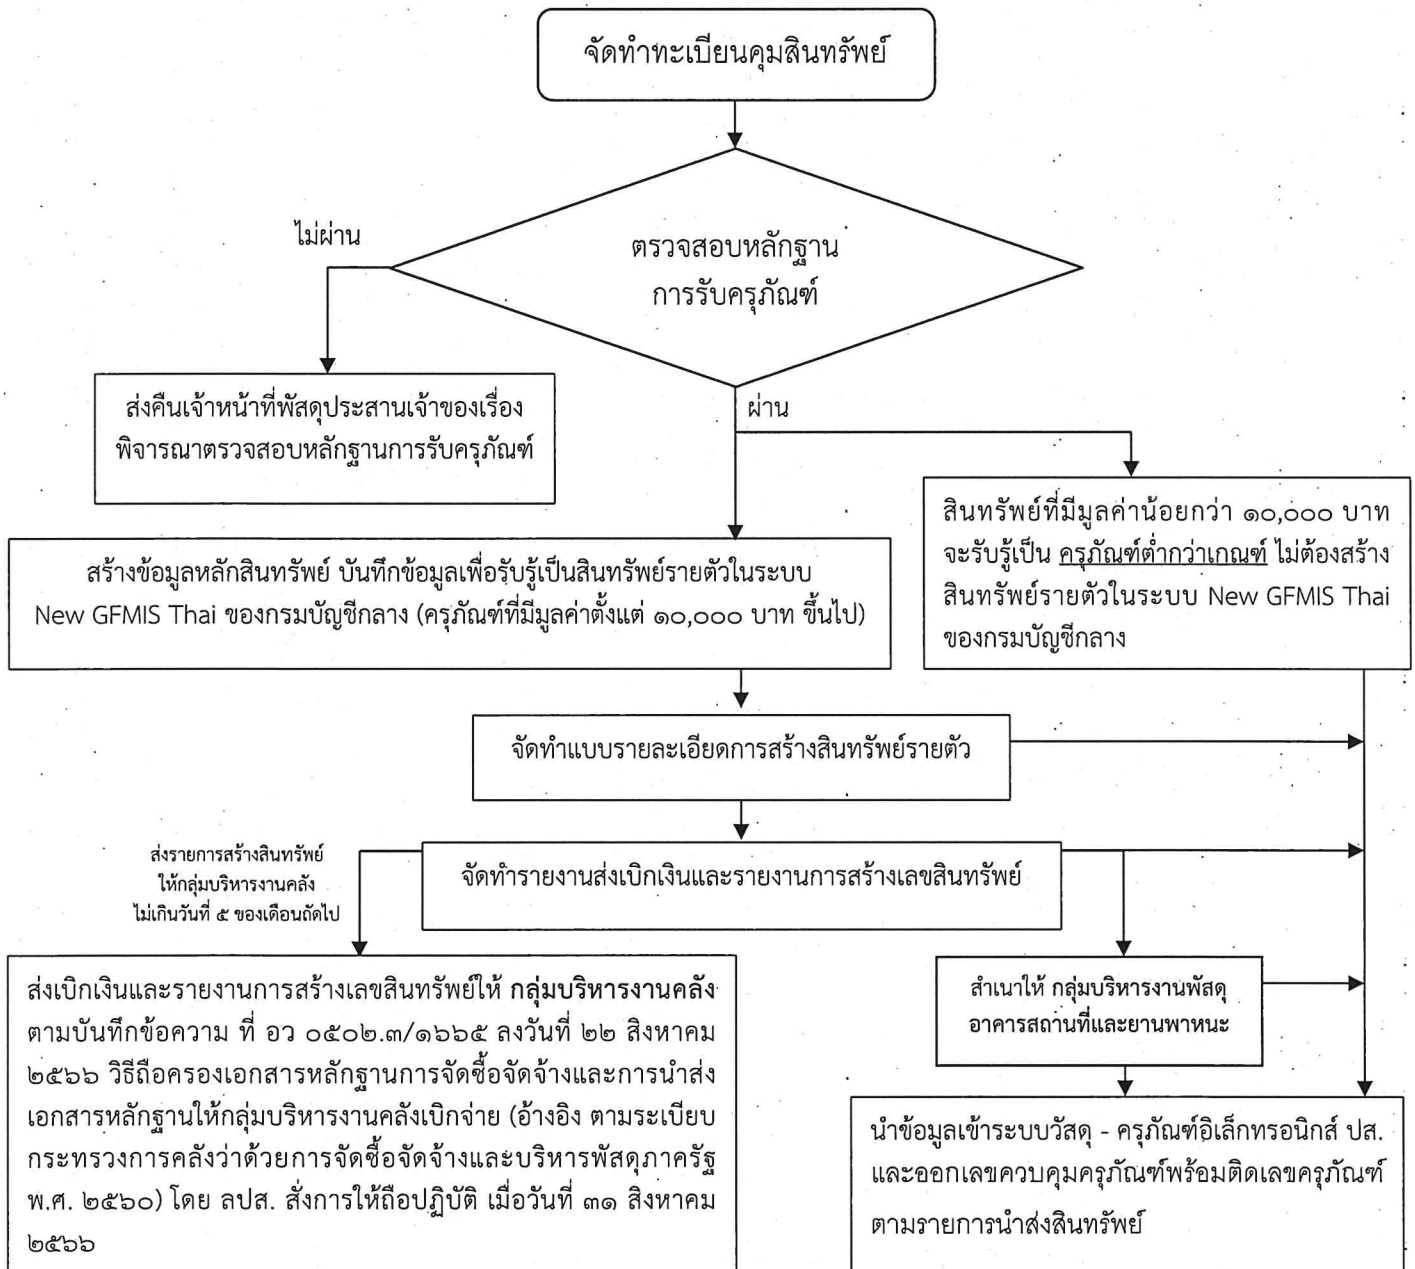 จัดทำทะเบียนคุมสินทรัพย์
ตรวจสอบหลักฐาน
การรับครุภัณฑ์
ไม่ผ่าน
ผ่าน
ส่งคืนเจ้าหน้าที่พัสดุประสานเจ้าของเรื่อง
พิจารณาตรวจสอบหลักฐานการรับครุภัณฑ์
สินทรัพย์ที่มีมูลค่าน้อยกว่า ๑๐,๐๐๐ บาท
จะรับรู้เป็น ครุภัณฑ์ต่ำกว่าเกณฑ์ ไม่ต้องสร้าง
สินทรัพย์รายตัวในระบบ New GFMIS Thai
ของกรมบัญชีกลาง
สร้างข้อมูลหลักสินทรัพย์ บันทึกข้อมูลเพื่อรับรู้เป็นสินทรัพย์รายตัวในระบบ
New GFMIS Thai ของกรมบัญชีกลาง (ครุภัณฑ์ที่มีมูลค่าตั้งแต่ ๑๐,๐๐๐ บาท ขึ้นไป)
จัดทำแบบรายละเอียดการสร้างสินทรัพย์รายตัว
จัดทำรายงานส่งเบิกเงินและรายงานการสร้างเลขสินทรัพย์
ส่งรายการสร้างสินทรัพย์
ให้กลุ่มบริหารงานคลัง
ไม่เกินวันที่ ๕ ของเดือนถัดไป
ส่งเบิกเงินและรายงานการสร้างเลขสินทรัพย์ให้ กลุ่มบริหารงานคลัง
ตามบันทึกข้อความ ที่ อว ๐๕๐๒.๓/๑๖๖๕ ลงวันที่ ๒๒ สิงหาคม
๒๕๖๖ วิธีถือครองเอกสารหลักฐานการจัดซื้อจัดจ้างและการนำส่ง
เอกสารหลักฐานให้กลุ่มบริหารงานคลังเบิกจ่าย (อ้างอิง ตามระเบียบ
กระทรวงการคลังว่าด้วยการจัดซื้อจัดจ้างและบริหารพัสดุภาครัฐ
พ.ศ. ๒๕๖๐) โดย ลปส. สั่งการให้ถือปฏิบัติ เมื่อวันที่ ๓๑ สิงหาคม
๒๕๖๖
สำเนาให้ กลุ่มบริหารงานพัสดุ
อาคารสถานที่และยานพาหนะ
นำข้อมูลเข้าระบบวัสดุ - ครุภัณฑ์อิเล็กทรอนิกส์ ปส.
และออกเลขควบคุมครุภัณฑ์พร้อมติดเลขครุภัณฑ์
ตามรายการนำส่งสินทรัพย์